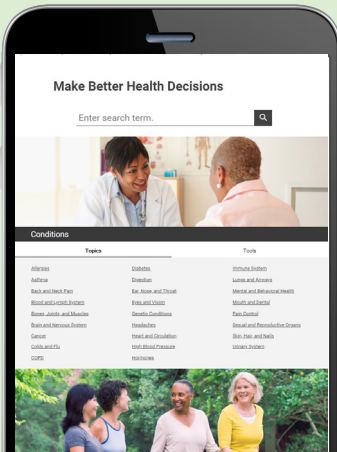 Make Better Health Decisions
Enter search term.
Conditions
Topics
Tools
Allergies
Asthma
Back and Neck Pain
Blood and Lymph System
Bones, Joints, and Muscles
Brain and Nervous System
Cancer
Colds and Flu
COPD
Diabetes
Digestion
Ear, Nose, and Throat
Eyes and Vision
Genetic Conditions
Headaches
Heart and Circulation
High Blood Pressure
Hormones
Immune System
Lungs and Airways
Mental and Behavioral Health
Mouth and Dental
Pain Control
Sexual and Reproductive Organs
Skin, Hair, and Nails
Urinary System